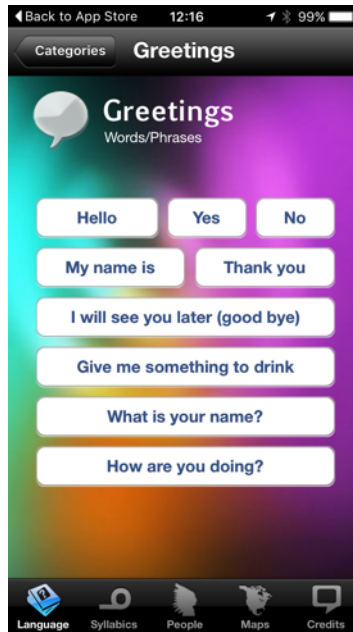 Back to App Store 12:16 99%
Categories Greetings
Greetings
Words/Phrases
Hello Yes No
My name is Thank you
I will see you later (good bye)
Give me something to drink
What is your name?
How are you doing?
Language Syllabics People Maps Credits